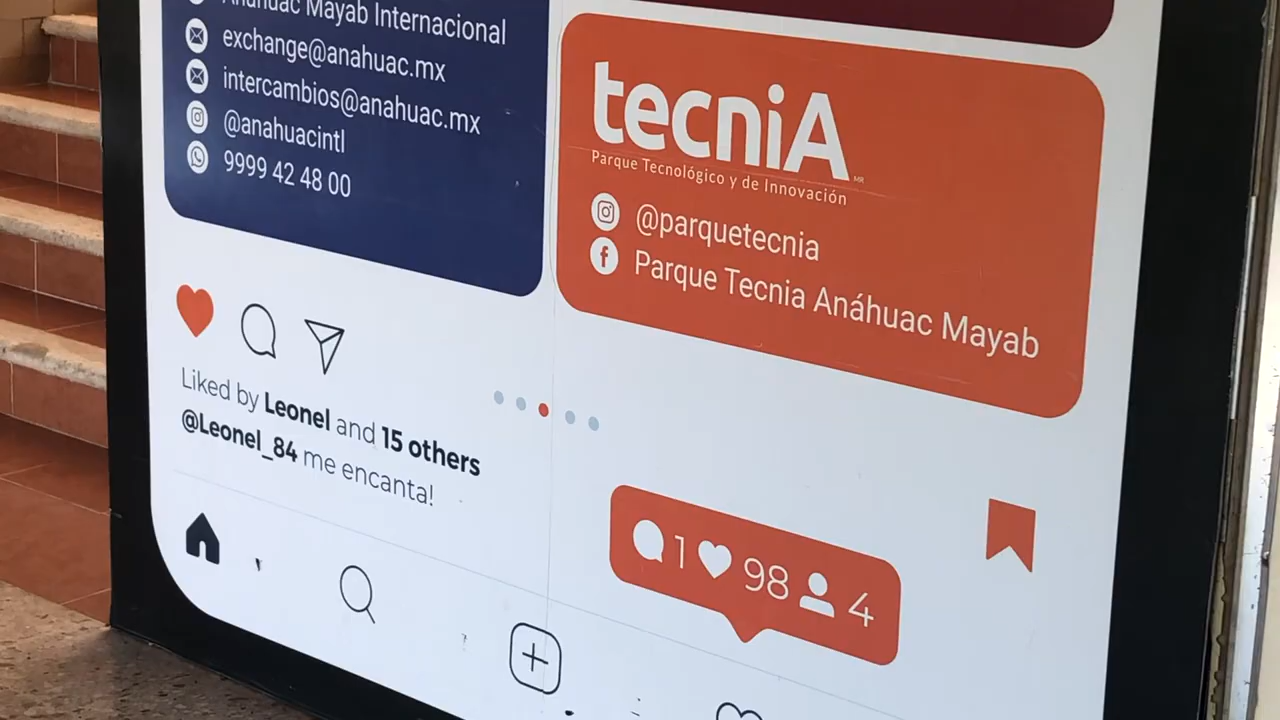 Anáhuac Mayab Internacional
exchange@anahuac.mx
intercambios@anahuac.mx
@anahuacintl
9999 42 48 00
tecniA
MR
Parque Tecnológico y de Innovación
@parquetecnia
Parque Tecnia Anáhuac Mayab
Liked by Leonel and 15 others
@Leonel_84 me encanta!
1 98 4